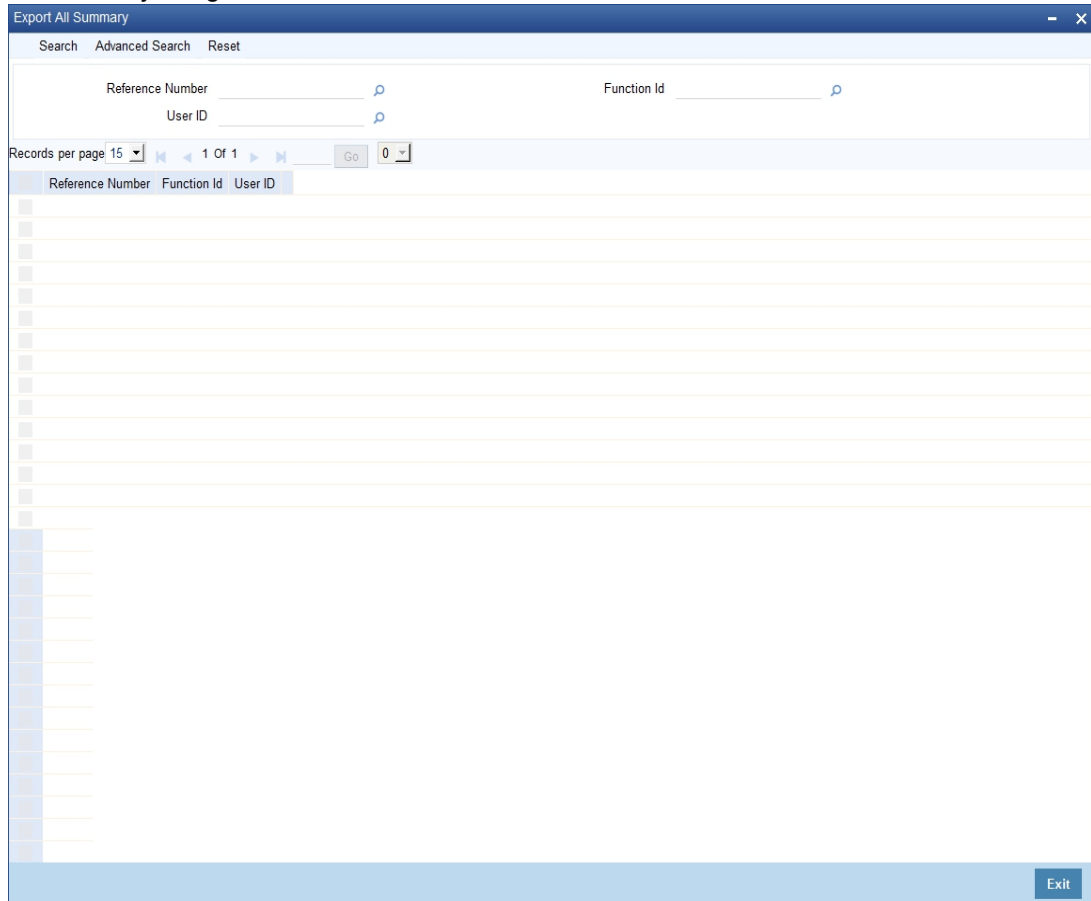 Export All Summary
Search Advanced Search Reset
Reference Number Function Id
User ID
Records per page 15 1 Of 1 Go 0
Reference Number Function Id User ID
Exit